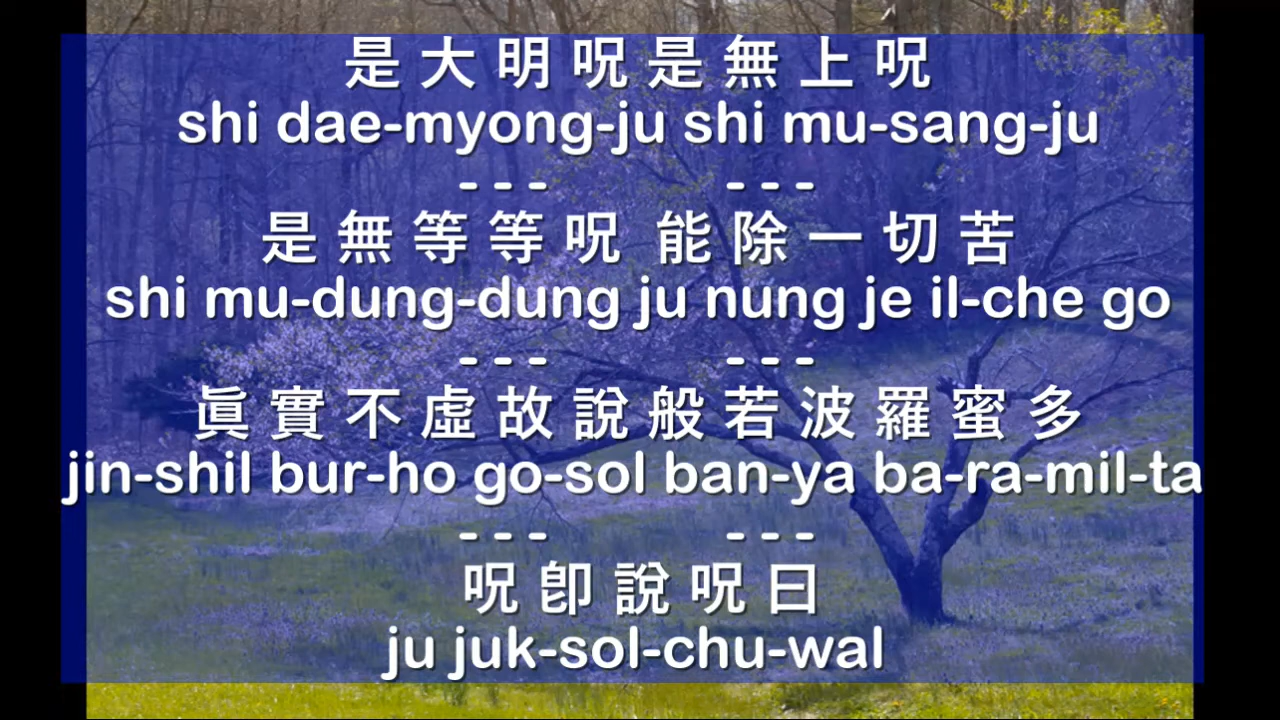 是大明呪是無上呪
shi dae-myong-ju shi mu-sang-ju
--- ---
是無等等呪 能除一切苦
shi mu-dung-dung ju nung je il-che go
--- ---
眞實不虛故說般若波羅蜜多
jin-shil bur-ho go-sol ban-ya ba-ra-mil-ta
--- ---
呪卽說呪曰
ju juk-sol-chu-wal